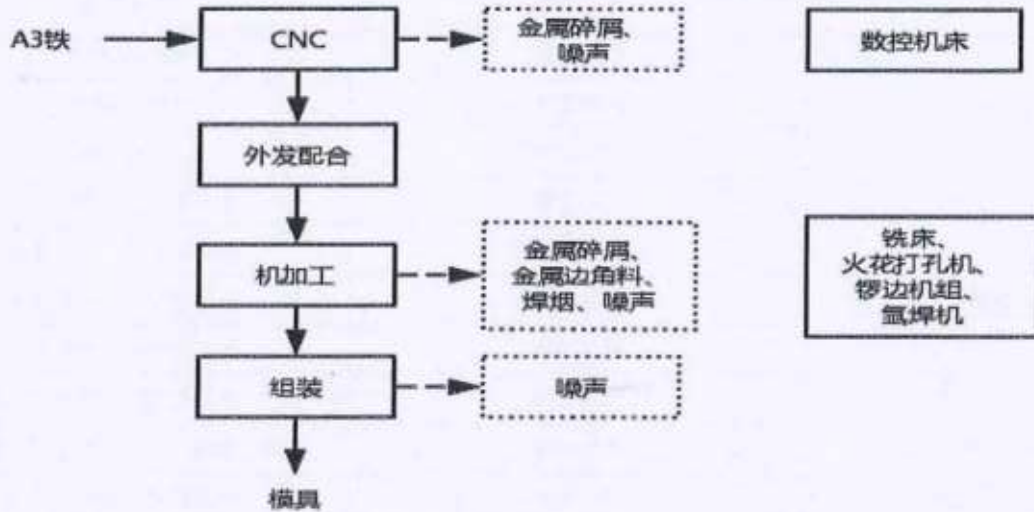 A3铁
CNC
金属碎屑、
噪声
数控机床
外发配合
机加工
金属碎屑、
金属边角料、
焊烟、噪声
铣床、
火花打孔机、
锣边机组、
氩焊机
组装
噪声
模具